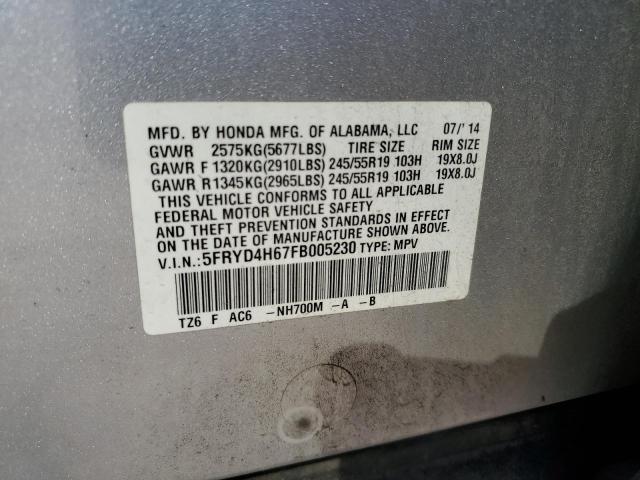 MFD. BY HONDA MFG. OF ALABAMA, LLC 07/'14
GVWR 2575KG(5677LBS) TIRE SIZE RIM SIZE
GAWR F 1320KG(2910LBS) 245/55R19 103H 19X8.0J
GAWR R1345KG(2965LBS) 245/55R19 103H 19X8.0J
THIS VEHICLE CONFORMS TO ALL APPLICABLE
FEDERAL MOTOR VEHICLE SAFETY
AND THEFT PREVENTION STANDARDS IN EFFECT
ON THE DATE OF MANUFACTURE SHOWN ABOVE.
V.I.N.:5FRYD4H67FB005230 TYPE: MPV
TZ6 F AC6 -NH700M -A -B